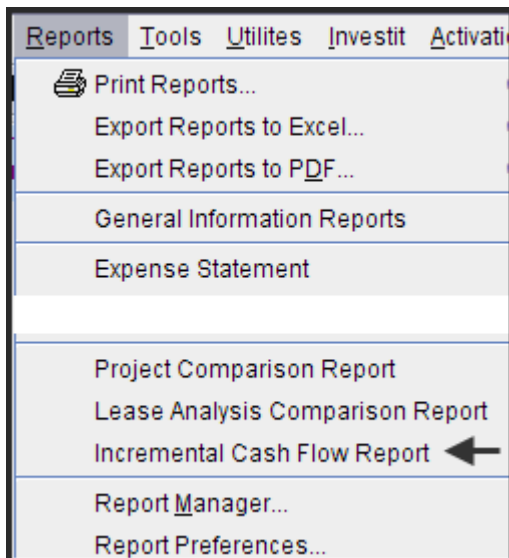 Reports Tools Utilites Investit
Print Reports...
Export Reports to Excel...
Export Reports to PDF...
General Information Reports
Expense Statement
Project Comparison Report
Lease Analysis Comparison Report
Incremental Cash Flow Report
Report Manager...
Report Preferences...